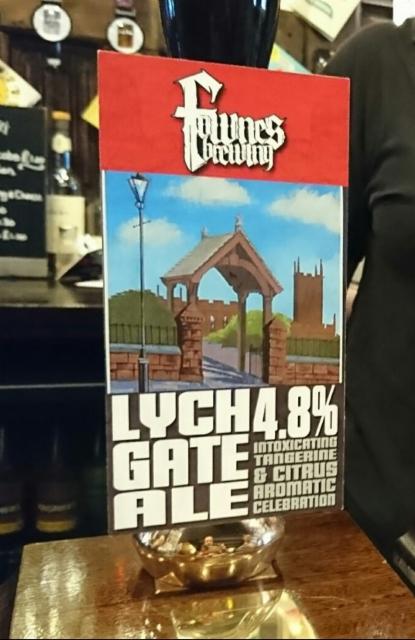 Fownes
brewing
LYCH
GATE
ALE
4.8%
INTOXICATING
TANGERINE
& CITRUS
AROMATIC
CELEBRATION